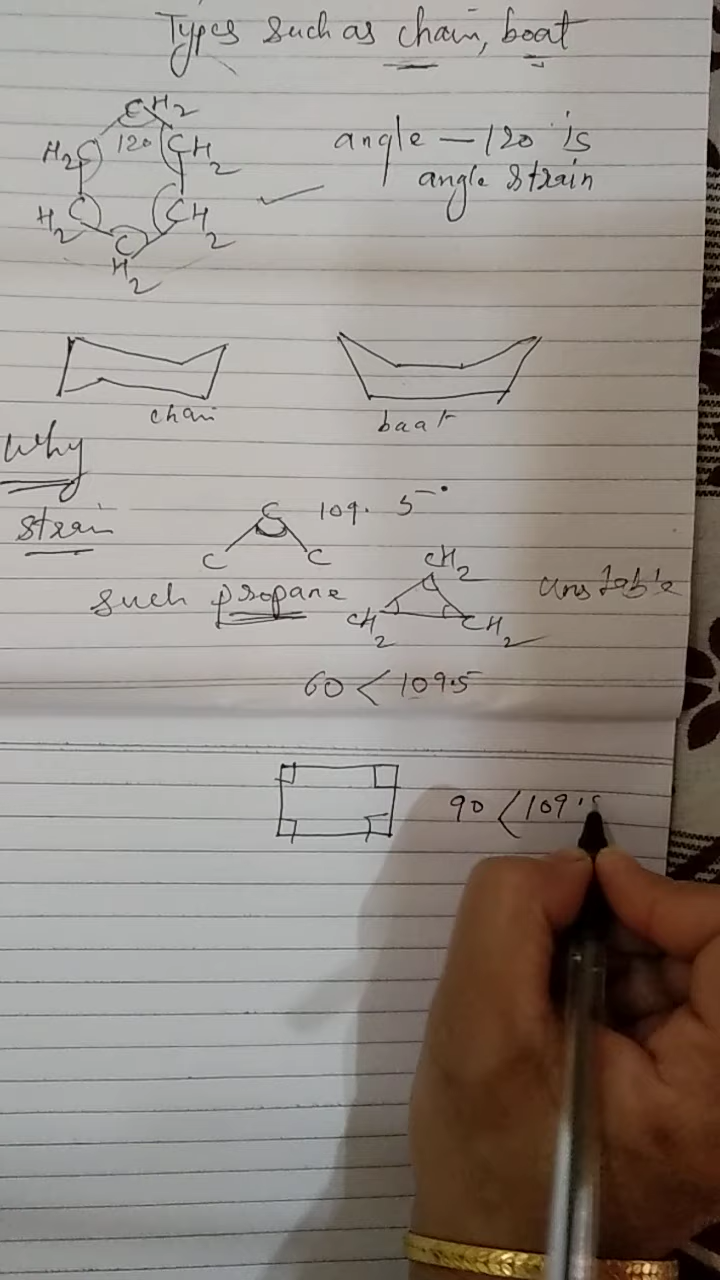 Types such as chain, boat
CH2
H2C 120 CH2
angle — 120 is
angle strain
H2C CH2
C
H2
chain
baat
Why
strain
C 109.5°
C C
such propane
CH2
CH2 CH2
unstable
60 < 109.5
90 < 109.5